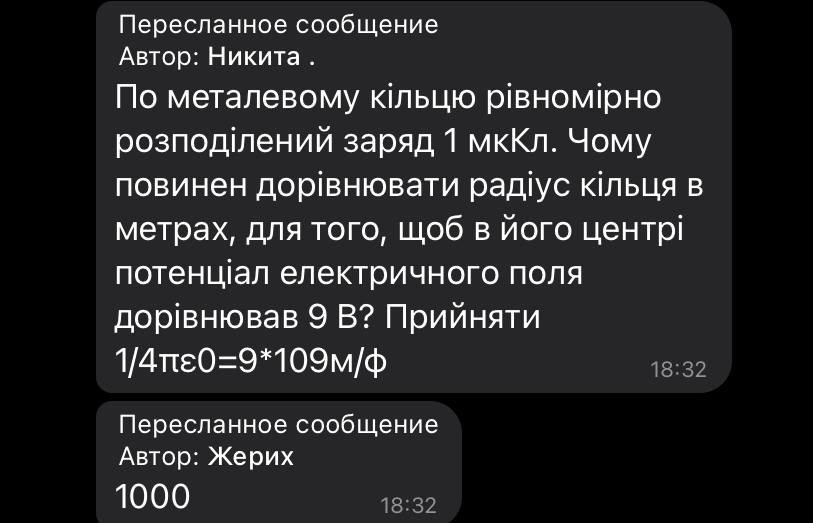 Пересланное сообщение
Автор: Никита .
По металевому кільцю рівномірно
розподілений заряд 1 мкКл. Чому
повинен дорівнювати радіус кільця в
метрах, для того, щоб в його центрі
потенціал електричного поля
дорівнював 9 В? Прийняти
1/4πε0=9*109м/ф
18:32
Пересланное сообщение
Автор: Жерих
1000
18:32